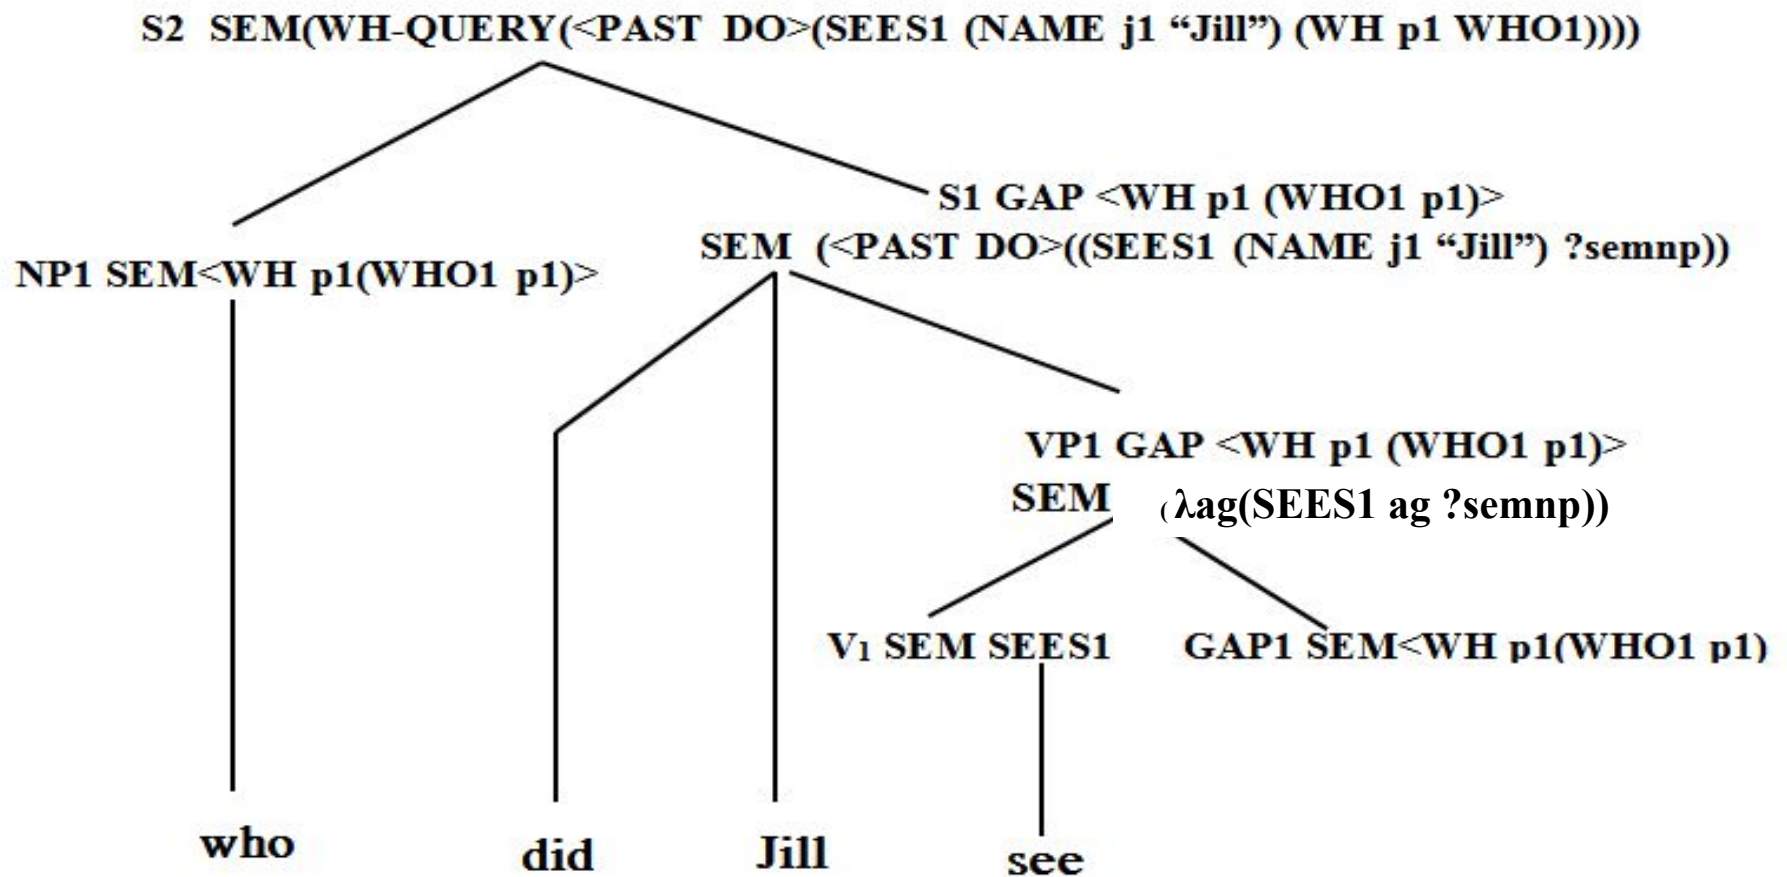 S2 SEM(WH-QUERY(<PAST DO>(SEES1 (NAME j1 “Jill”) (WH p1 WHO1))))
S1 GAP <WH p1 (WHO1 p1)>
SEM (<PAST DO>((SEES1 (NAME j1 “Jill”) ?semnp))
NP1 SEM<WH p1(WHO1 p1)>
VP1 GAP <WH p1 (WHO1 p1)>
SEM (λag(SEES1 ag ?semnp))
V1 SEM SEES1 GAP1 SEM<WH p1(WHO1 p1)
who did Jill see